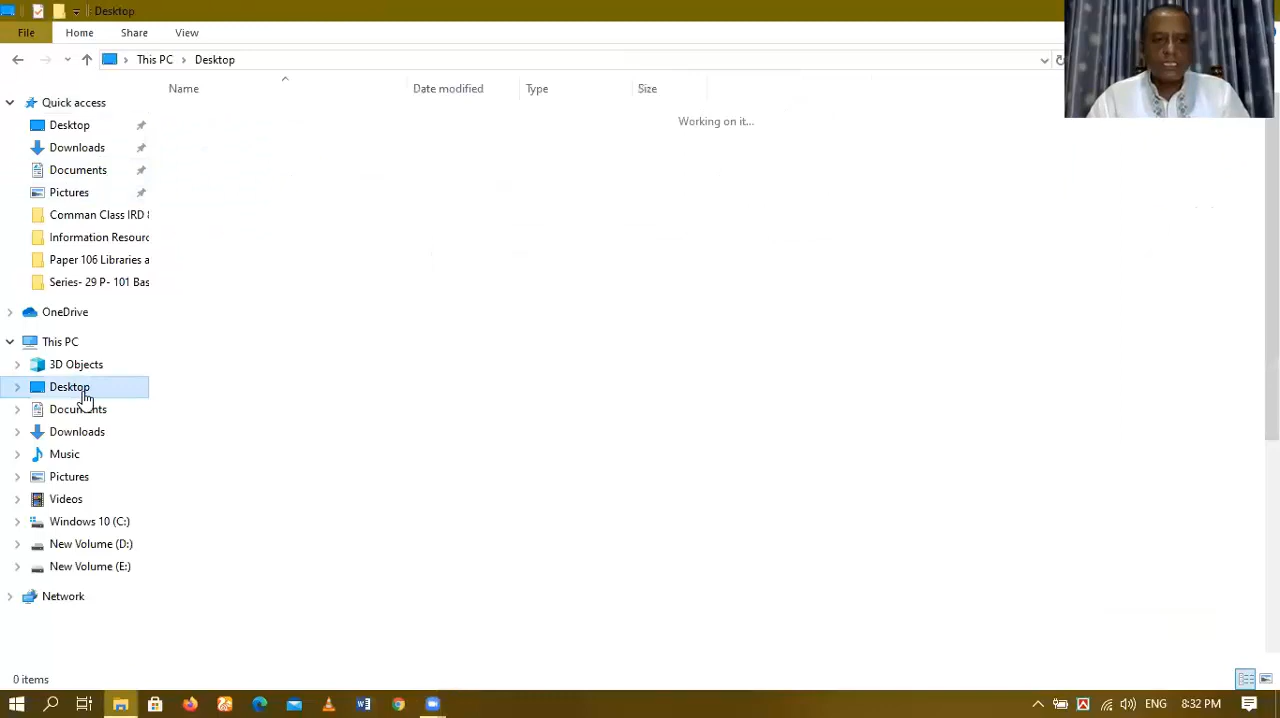 Desktop
File Home Share View
This PC Desktop
Name Date modified Type Size
Working on it...
Quick access
Desktop
Downloads
Documents
Pictures
Comman Class IRD
Information Resourc
Paper 106 Libraries a
Series- 29 P- 101 Bas
OneDrive
This PC
3D Objects
Desktop
Documents
Downloads
Music
Pictures
Videos
Windows 10 (C:)
New Volume (D:)
New Volume (E:)
Network
0 items
ENG 8:32 PM